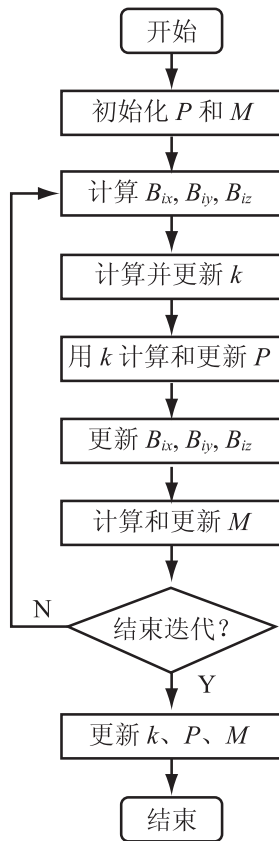 开始
初始化 P 和 M
计算 Bix, Biy, Biz
计算并更新 k
用 k 计算和更新 P
更新 Bix, Biy, Biz
计算和更新 M
N
结束迭代？
Y
更新 k、P、M
结束